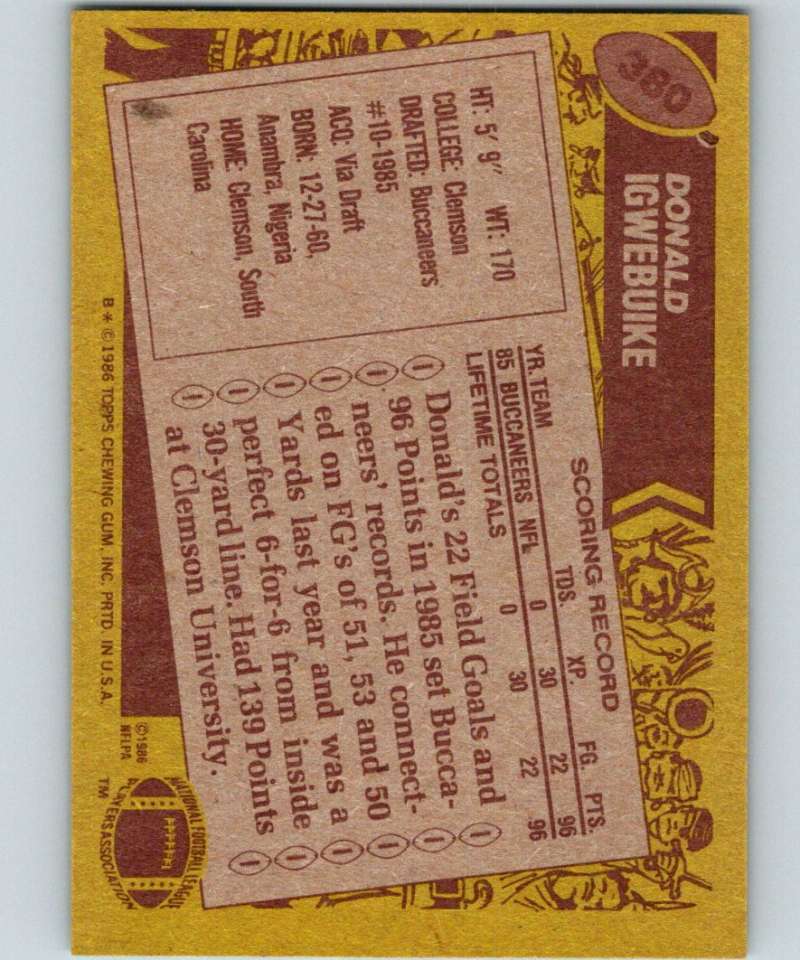 380
DONALD
IGWEBUIKE
HT: 5' 9" WT: 170
COLLEGE: Clemson
DRAFTED: Buccaneers
#10-1985
ACQ: Via Draft
BORN: 12-27-60,
Anambra, Nigeria
HOME: Clemson, South
Carolina
SCORING RECORD
YR. TEAM TDS. XP. FG. PTS.
85 BUCCANEERS NFL 0 30 22 96
LIFETIME TOTALS 0 30 22 96
Donald's 22 Field Goals and
96 Points in 1985 set Bucca-
neers' records. He connect-
ed on FG's of 51, 53 and 50
Yards last year and was a
perfect 6-for-6 from inside
30-yard line. Had 139 Points
at Clemson University.
B * © 1986 TOPPS CHEWING GUM, INC. PRTD. IN U.S.A.
© 1986
NFLPA
NATIONAL FOOTBALL LEAGUE
PLAYERS ASSOCIATION
TM